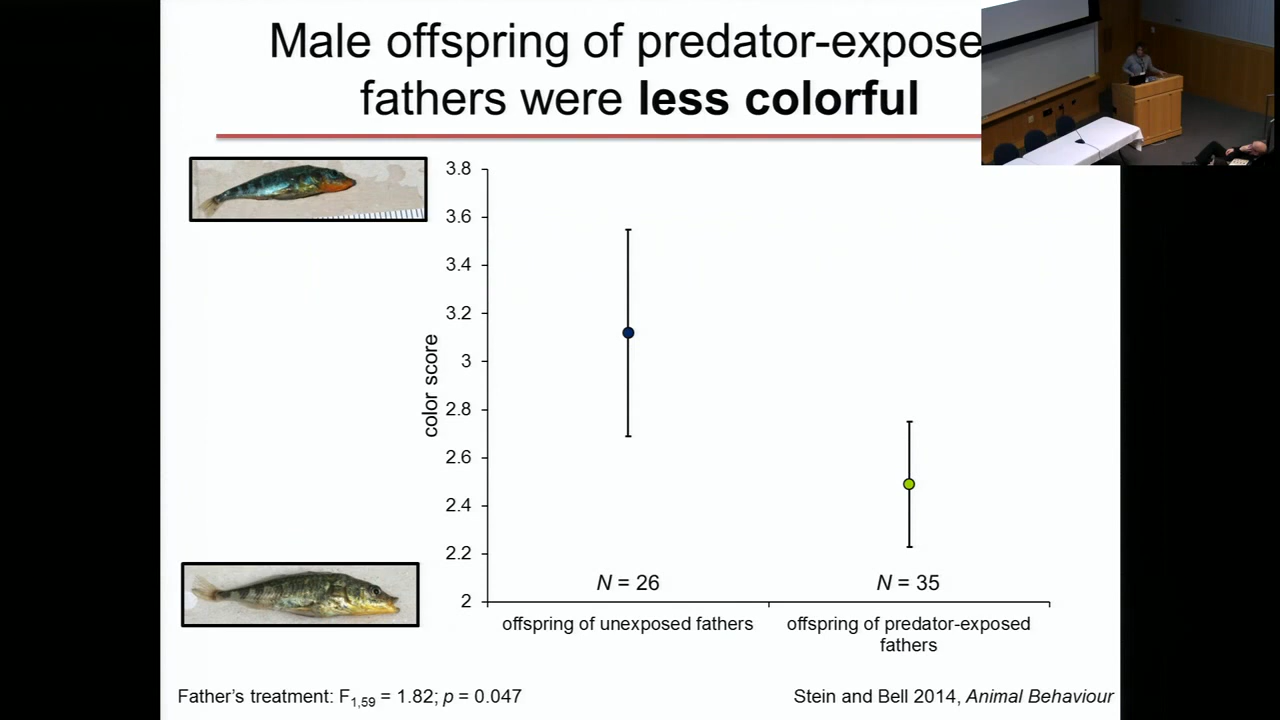 Male offspring of predator-expose
fathers were less colorful
3.8
3.6
3.4
3.2
3
2.8
2.6
2.4
2.2
2
color score
N = 26
N = 35
offspring of unexposed fathers
offspring of predator-exposed
fathers
Father's treatment: F1,59 = 1.82; p = 0.047
Stein and Bell 2014, Animal Behaviour